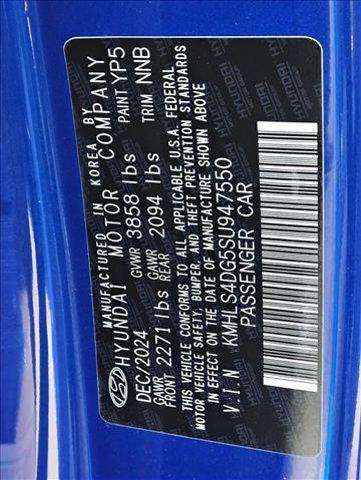 MANUFACTURED IN KOREA BY
HYUNDAI MOTOR COMPANY
DEC/2024 GVWR 3858 lbs PAINT YP5
GAWR FRONT 2271 lbs GAWR REAR 2094 lbs TRIM NNB
THIS VEHICLE CONFORMS TO ALL APPLICABLE U.S.A. FEDERAL
MOTOR VEHICLE SAFETY, BUMPER, AND THEFT PREVENTION STANDARDS
IN EFFECT ON THE DATE OF MANUFACTURE SHOWN ABOVE
V.I.N. KMHLS4DG5SU947550
PASSENGER CAR